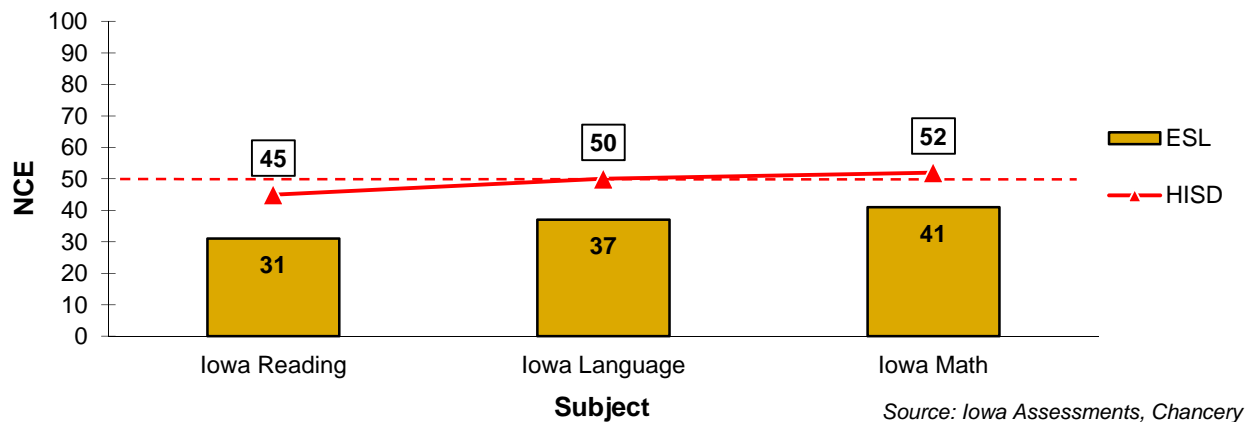 100
90
80
70
60
50
40
30
20
10
0
NCE
45
50
52
31
37
41
ESL
HISD
Iowa Reading
Iowa Language
Iowa Math
Subject
Source: Iowa Assessments, Chancery